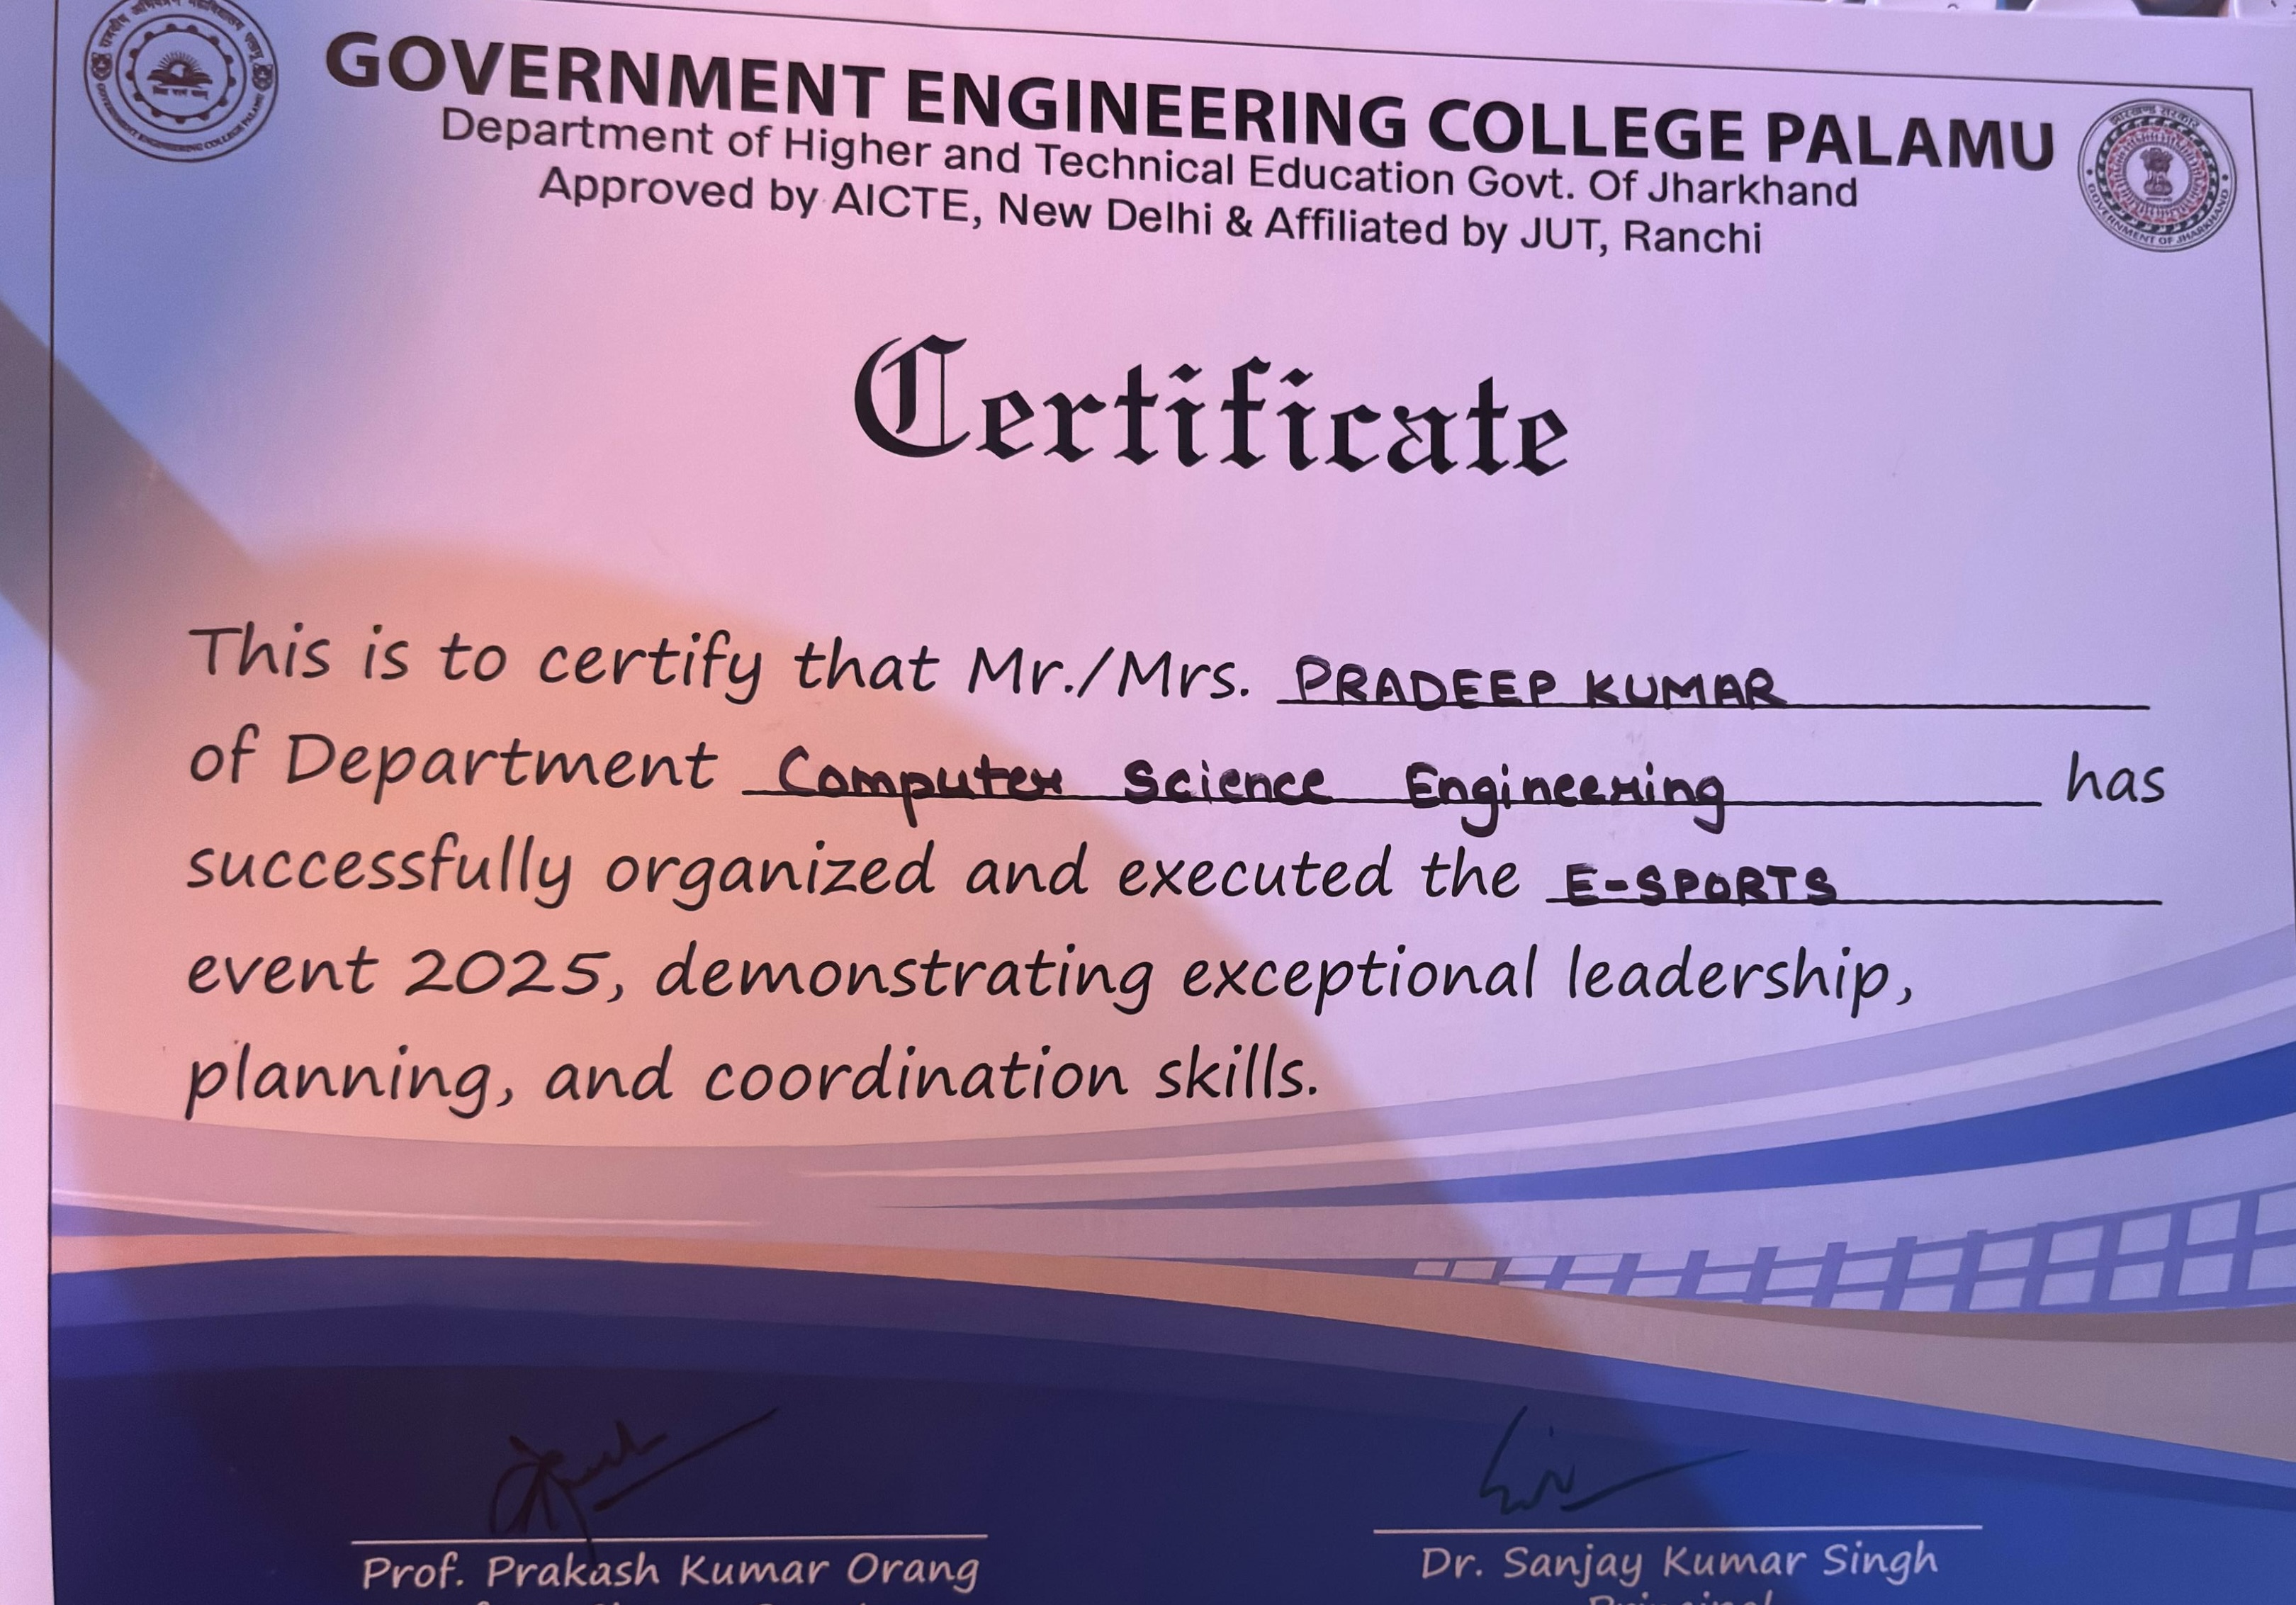 GOVERNMENT ENGINEERING COLLEGE PALAMU
Department of Higher and Technical Education Govt. Of Jharkhand
Approved by AICTE, New Delhi & Affiliated by JUT, Ranchi
GOVERNMENT ENGINEERING COLLEGE PALAMU
झारखण्ड सरकार
GOVERNMENT OF JHARKHAND
Certificate
This is to certify that Mr./Mrs. PRADEEP KUMAR
of Department Computer Science Engineering has
successfully organized and executed the E-SPORTS
event 2025, demonstrating exceptional leadership,
planning, and coordination skills.
Prof. Prakash Kumar Orang
Dr. Sanjay Kumar Singh
Principal